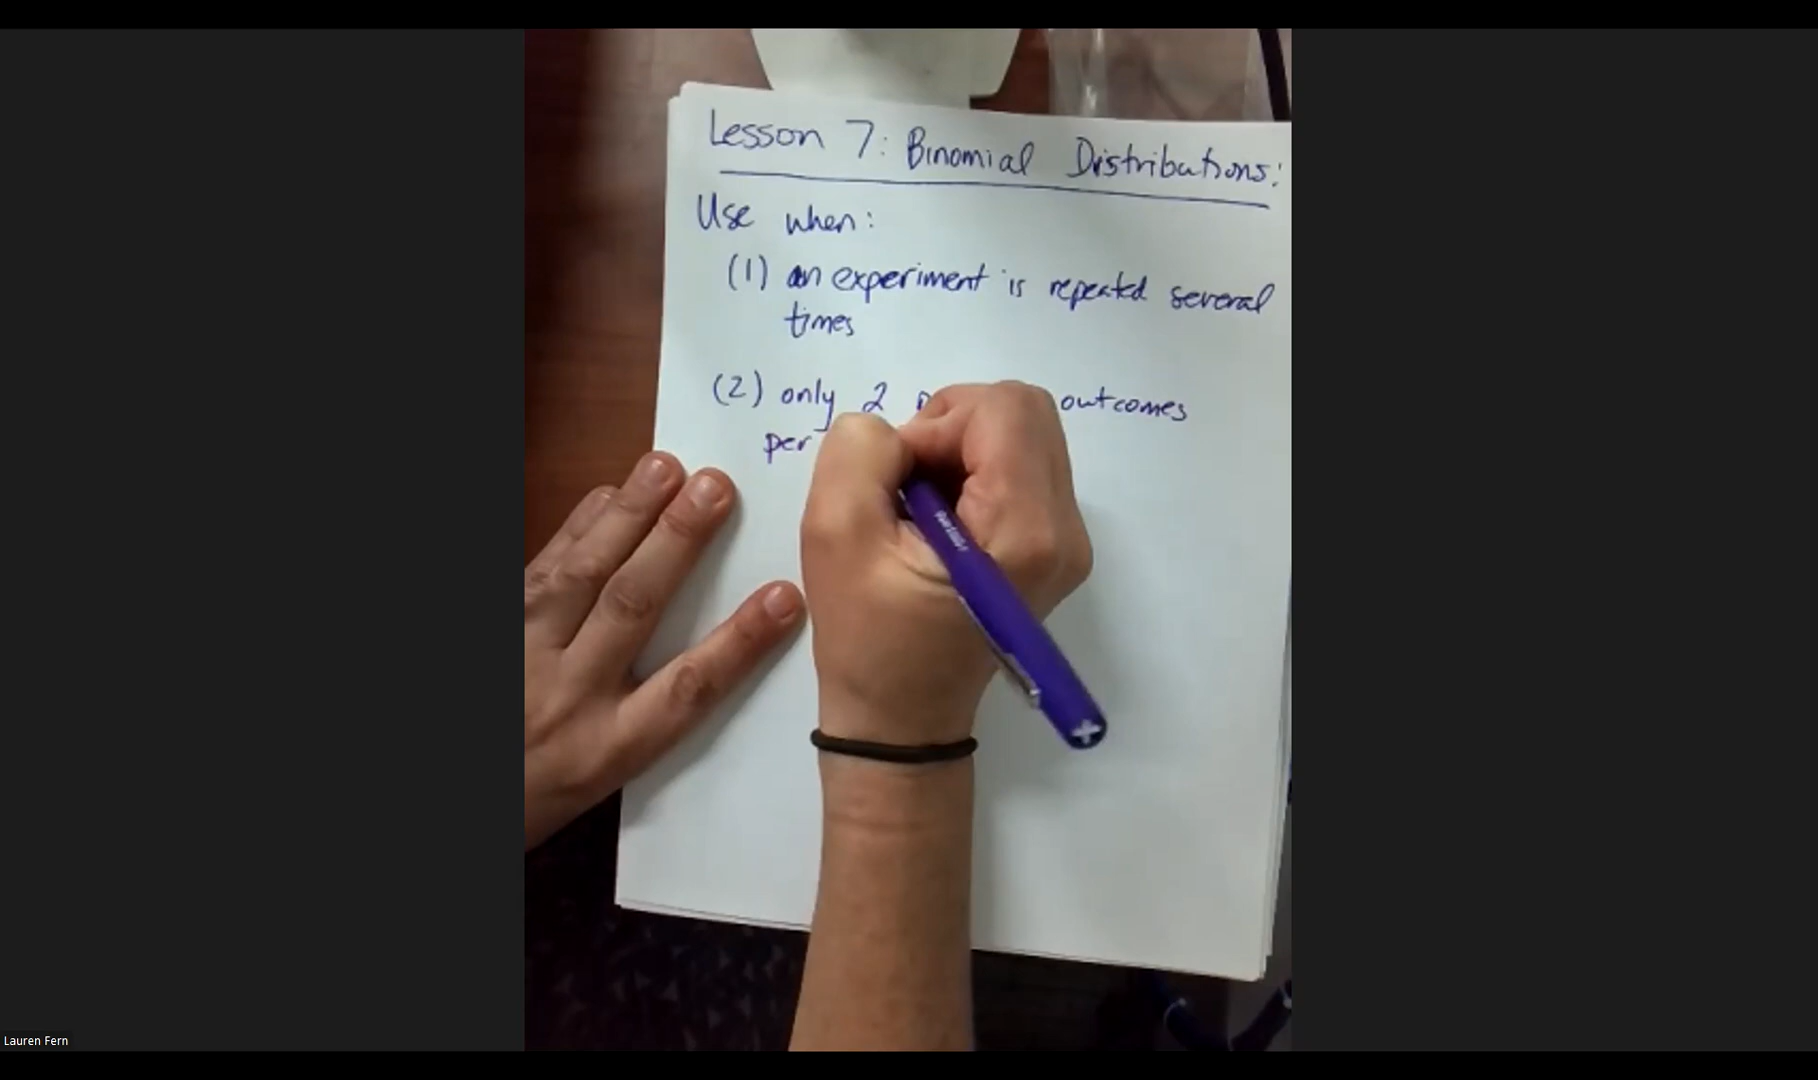 Lesson 7: Binomial Distributions:
Use when:
(1) an experiment is repeated several
times
(2) only 2 outcomes
per
Lauren Fern